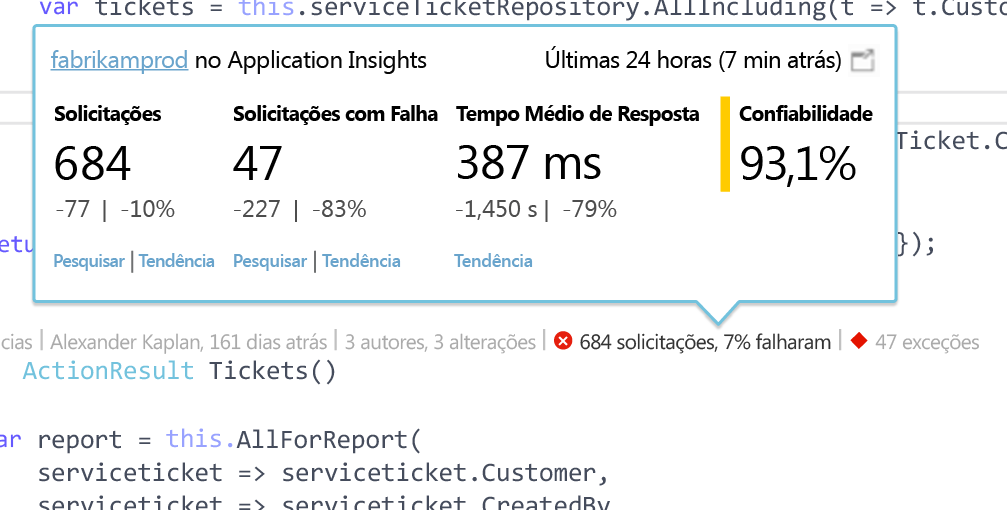 var tickets = this.serviceTicketRepository.AllIncluding(t => t.Custo
fabrikamprod no Application Insights Últimas 24 horas (7 min atrás)
Solicitações Solicitações com Falha Tempo Médio de Resposta Confiabilidade
Ticket.C
684 47 387 ms 93,1%
-77 | -10% -227 | -83% -1,450 s | -79%
etu });
Pesquisar | Tendência Pesquisar | Tendência Tendência
cias | Alexander Kaplan, 161 dias atrás | 3 autores, 3 alterações | 684 solicitações, 7% falharam | 47 exceções
ActionResult Tickets()
ar report = this.AllForReport(
serviceticket => serviceticket.Customer,
serviceticket => serviceticket.CreatedBy